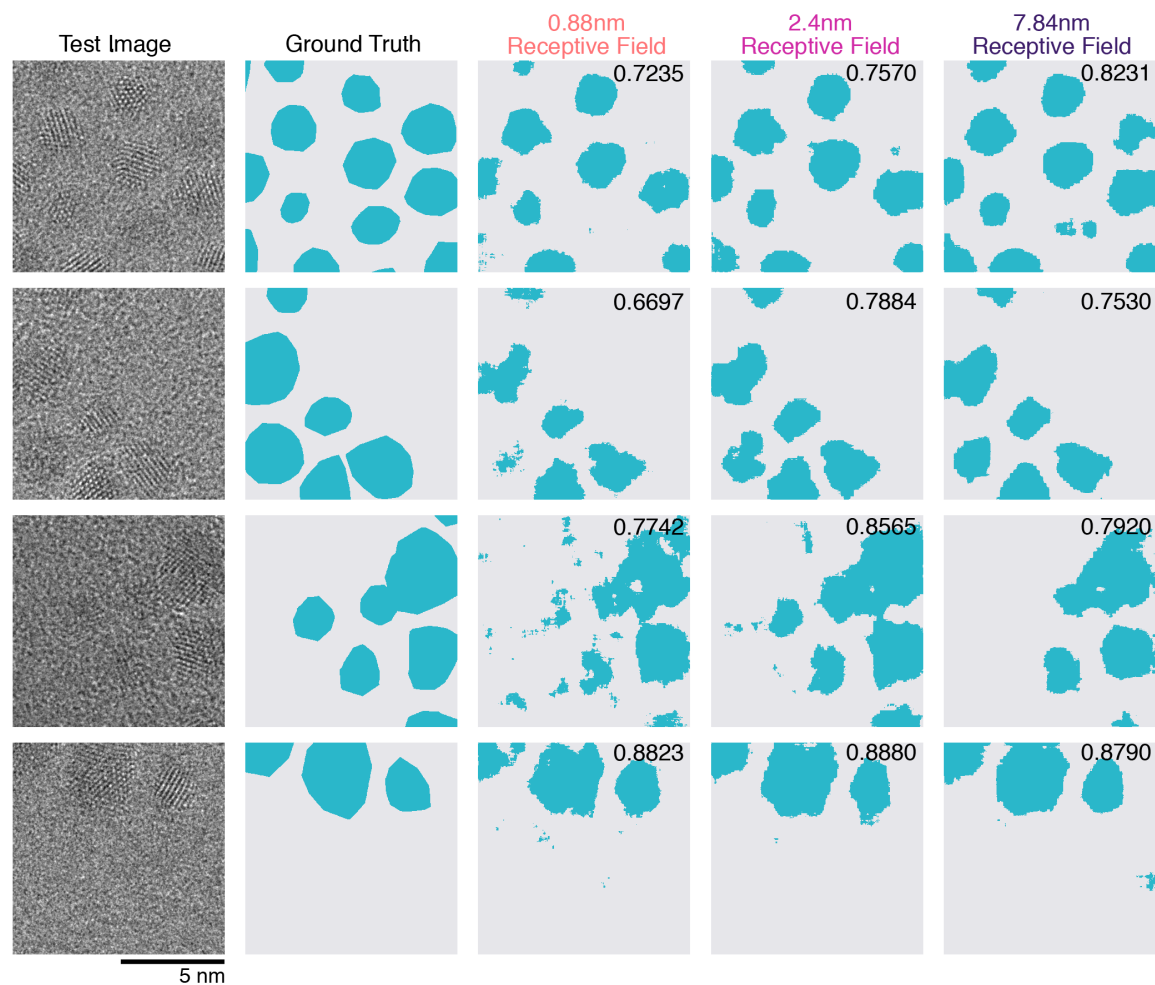 Test Image
Ground Truth
0.88nm
Receptive Field
2.4nm
Receptive Field
7.84nm
Receptive Field
0.7235
0.7570
0.8231
0.6697
0.7884
0.7530
0.7742
0.8565
0.7920
0.8823
0.8880
0.8790
5 nm